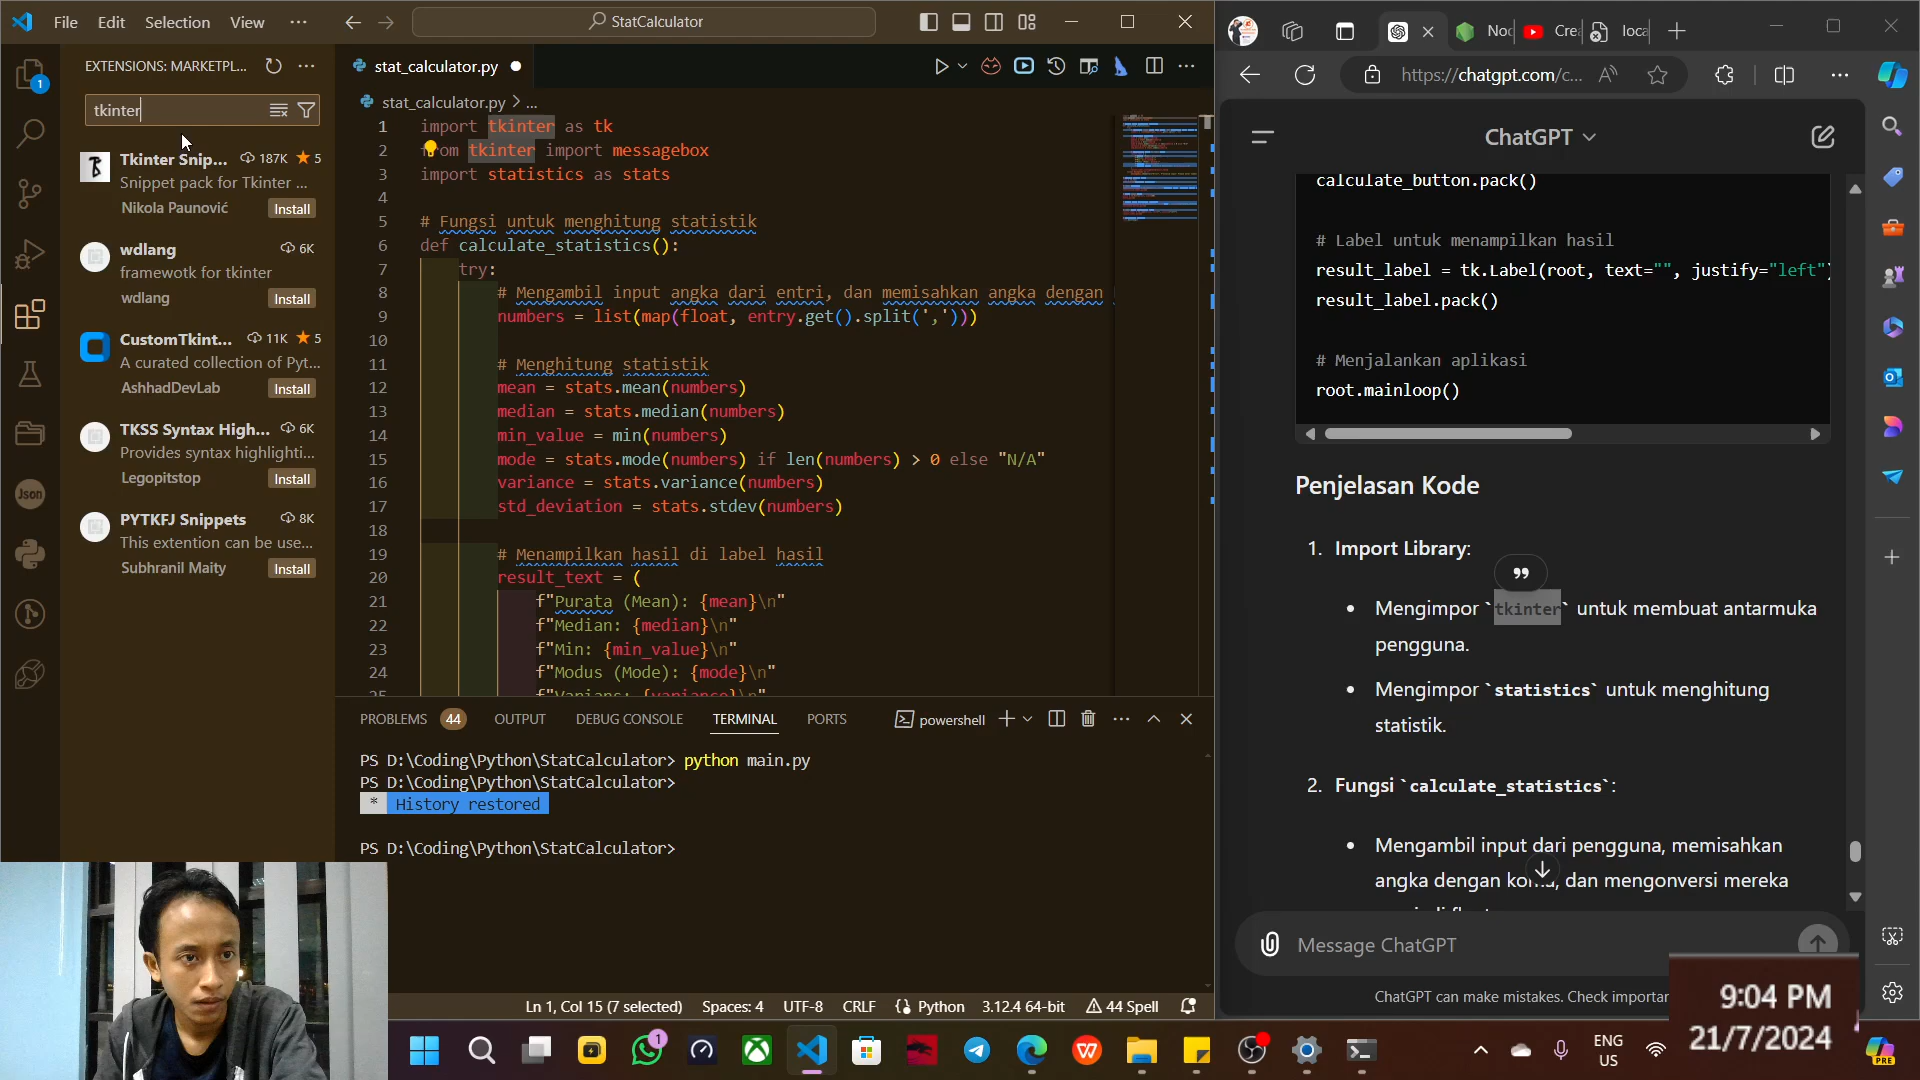 File Edit Selection View ···
StatCalculator
EXTENSIONS: MARKETPL...
tkinter
Tkinter Snip... 187K 5
Snippet pack for Tkinter ...
Nikola Paunović Install
wdlang 6K
framewotk for tkinter
wdlang Install
CustomTkint... 11K 5
A curated collection of Pyt...
AshhadDevLab Install
TKSS Syntax High... 6K
Provides syntax highlighti...
Legopitstop Install
PYTKFJ Snippets 8K
This extention can be use...
Subhranil Maity Install
1
Json
stat_calculator.py
stat_calculator.py > ...
1 import tkinter as tk
2 from tkinter import messagebox
3 import statistics as stats
4
5 # Fungsi untuk menghitung statistik
6 def calculate_statistics():
7 try:
8 # Mengambil input angka dari entri, dan memisahkan angka dengan
9 numbers = list(map(float, entry.get().split(',')))
10
11 # Menghitung statistik
12 mean = stats.mean(numbers)
13 median = stats.median(numbers)
14 min_value = min(numbers)
15 mode = stats.mode(numbers) if len(numbers) > 0 else "N/A"
16 variance = stats.variance(numbers)
17 std_deviation = stats.stdev(numbers)
18
19 # Menampilkan hasil di label hasil
20 result_text = (
21 f"Purata (Mean): {mean}\n"
22 f"Median: {median}\n"
23 f"Min: {min_value}\n"
24 f"Modus (Mode): {mode}\n"
25 f"Varians: {variance}\n"
PROBLEMS 44 OUTPUT DEBUG CONSOLE TERMINAL PORTS powershell
PS D:\Coding\Python\StatCalculator> python main.py
PS D:\Coding\Python\StatCalculator>
* History restored
PS D:\Coding\Python\StatCalculator>
Ln 1, Col 15 (7 selected) Spaces: 4 UTF-8 CRLF Python 3.12.4 64-bit 44 Spell
Noc Cre loca
https://chatgpt.com/c...
ChatGPT
calculate_button.pack()
# Label untuk menampilkan hasil
result_label = tk.Label(root, text="", justify="left"
result_label.pack()
# Menjalankan aplikasi
root.mainloop()
Penjelasan Kode
1. Import Library:
• Mengimpor `tkinter` untuk membuat antarmuka
pengguna.
• Mengimpor `statistics` untuk menghitung
statistik.
2. Fungsi `calculate_statistics`:
• Mengambil input dari pengguna, memisahkan
angka dengan koma, dan mengonversi mereka
Message ChatGPT
ChatGPT can make mistakes. Check importan
9:04 PM
21/7/2024
1
ENG
US
PRE